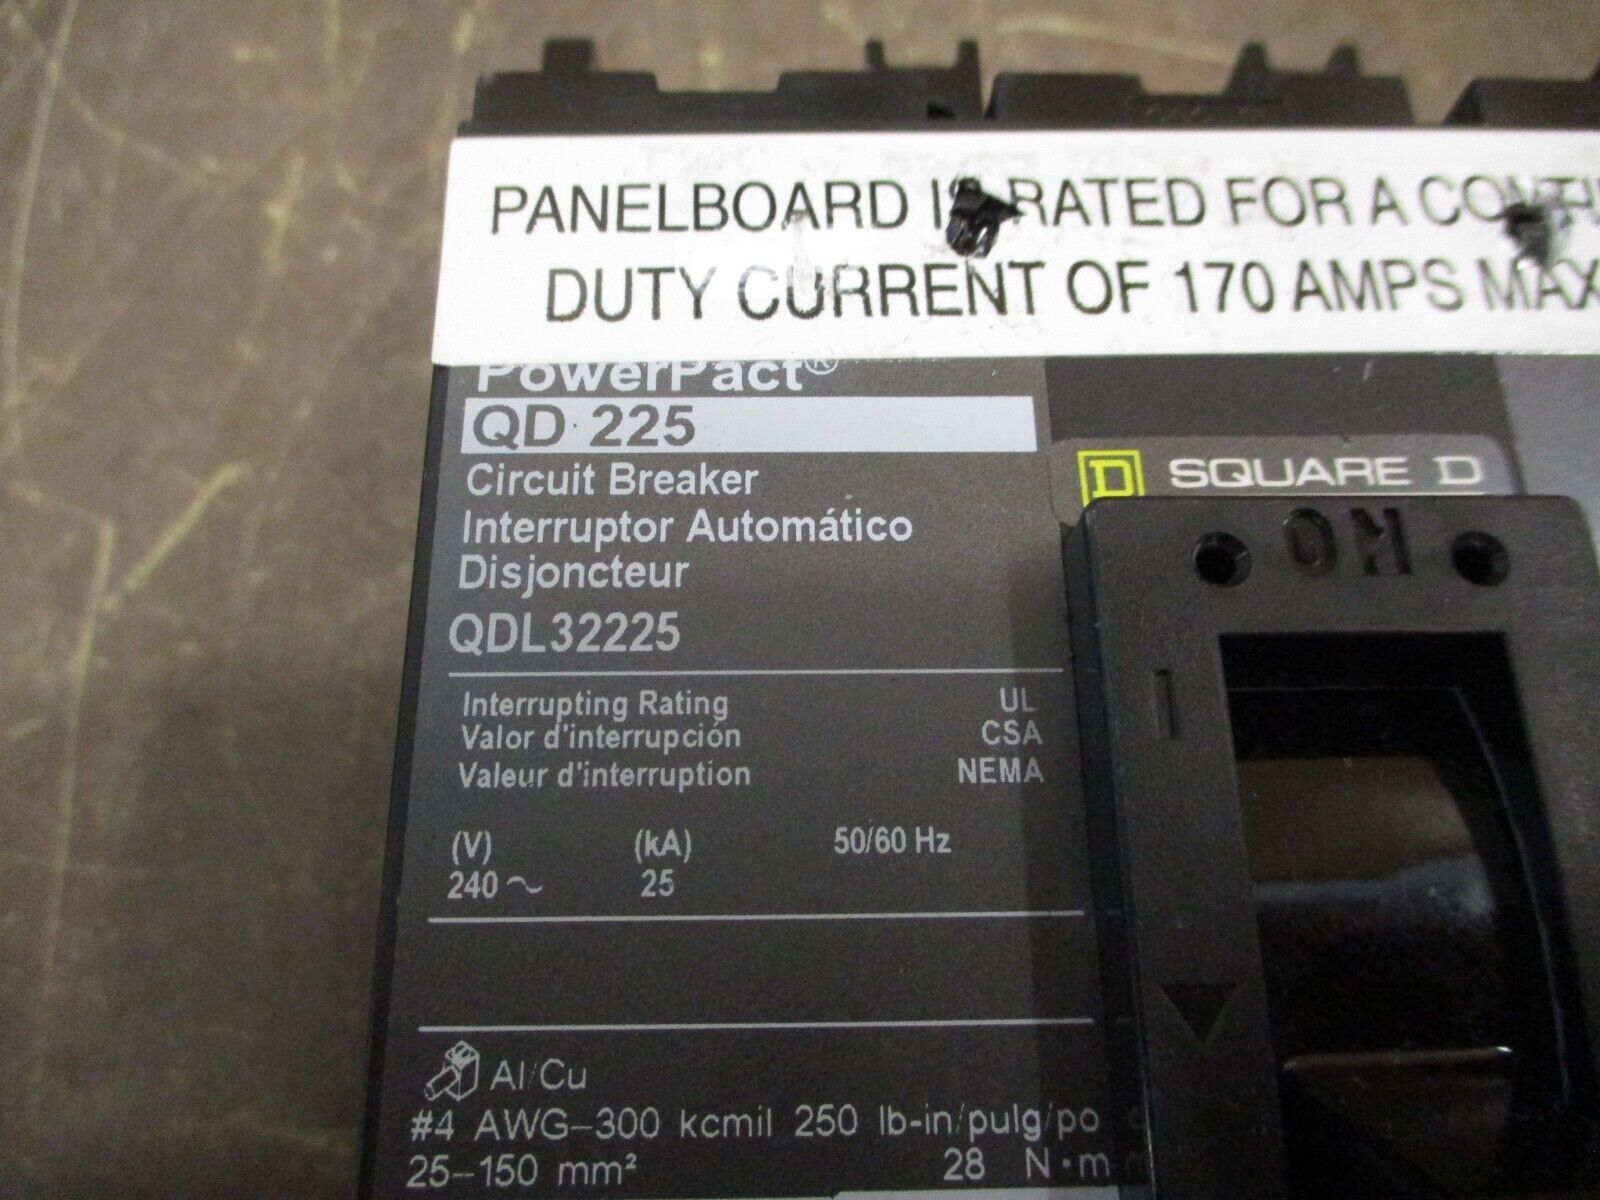 PANELBOARD IS RATED FOR A
DUTY CURRENT OF 170 AMPS MAX
PowerPact®
QD 225
Circuit Breaker
Interruptor Automático
Disjoncteur
QDL32225
SQUARE D
Interrupting Rating UL
Valor d'interrupción CSA
Valeur d'interruption NEMA
(V) (kA) 50/60 Hz
240 ~ 25
Al/Cu
#4 AWG–300 kcmil 250 lb-in/pulg/po
25–150 mm² 28 N·m